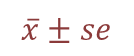 x̄ ± se